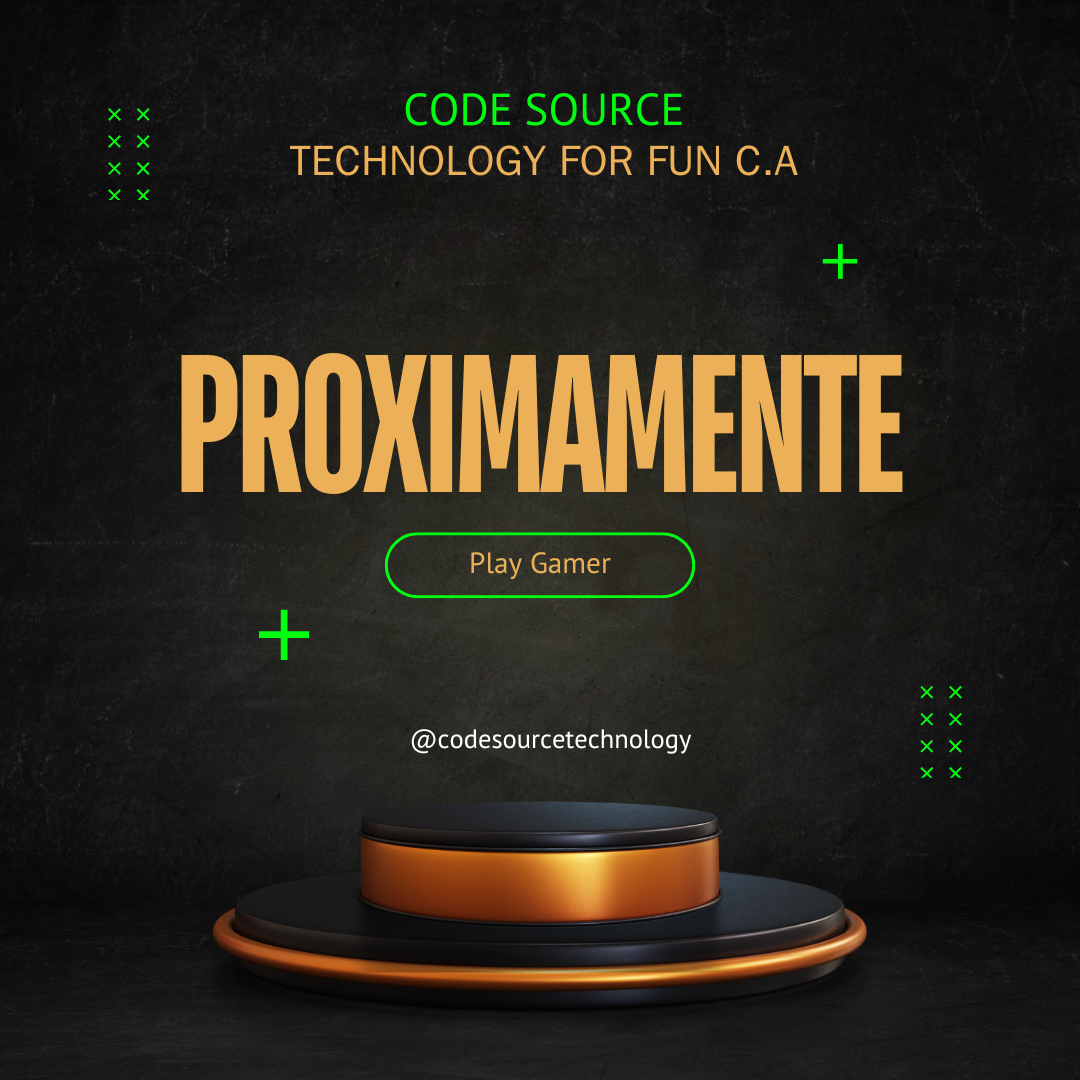 CODE SOURCE
TECHNOLOGY FOR FUN C.A
PROXIMAMENTE
Play Gamer
@codesourcetechnology